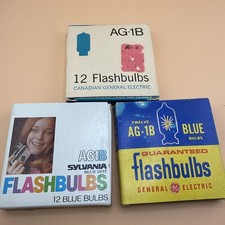 AG-1B
12 Flashbulbs
CANADIAN GENERAL ELECTRIC
AG1B
SYLVANIA
BLUE DOT
FLASHBULBS
12 BLUE BULBS
TWELVE
AG-1B BLUE
BULBS
GUARANTEED
flashbulbs
GENERAL GE ELECTRIC